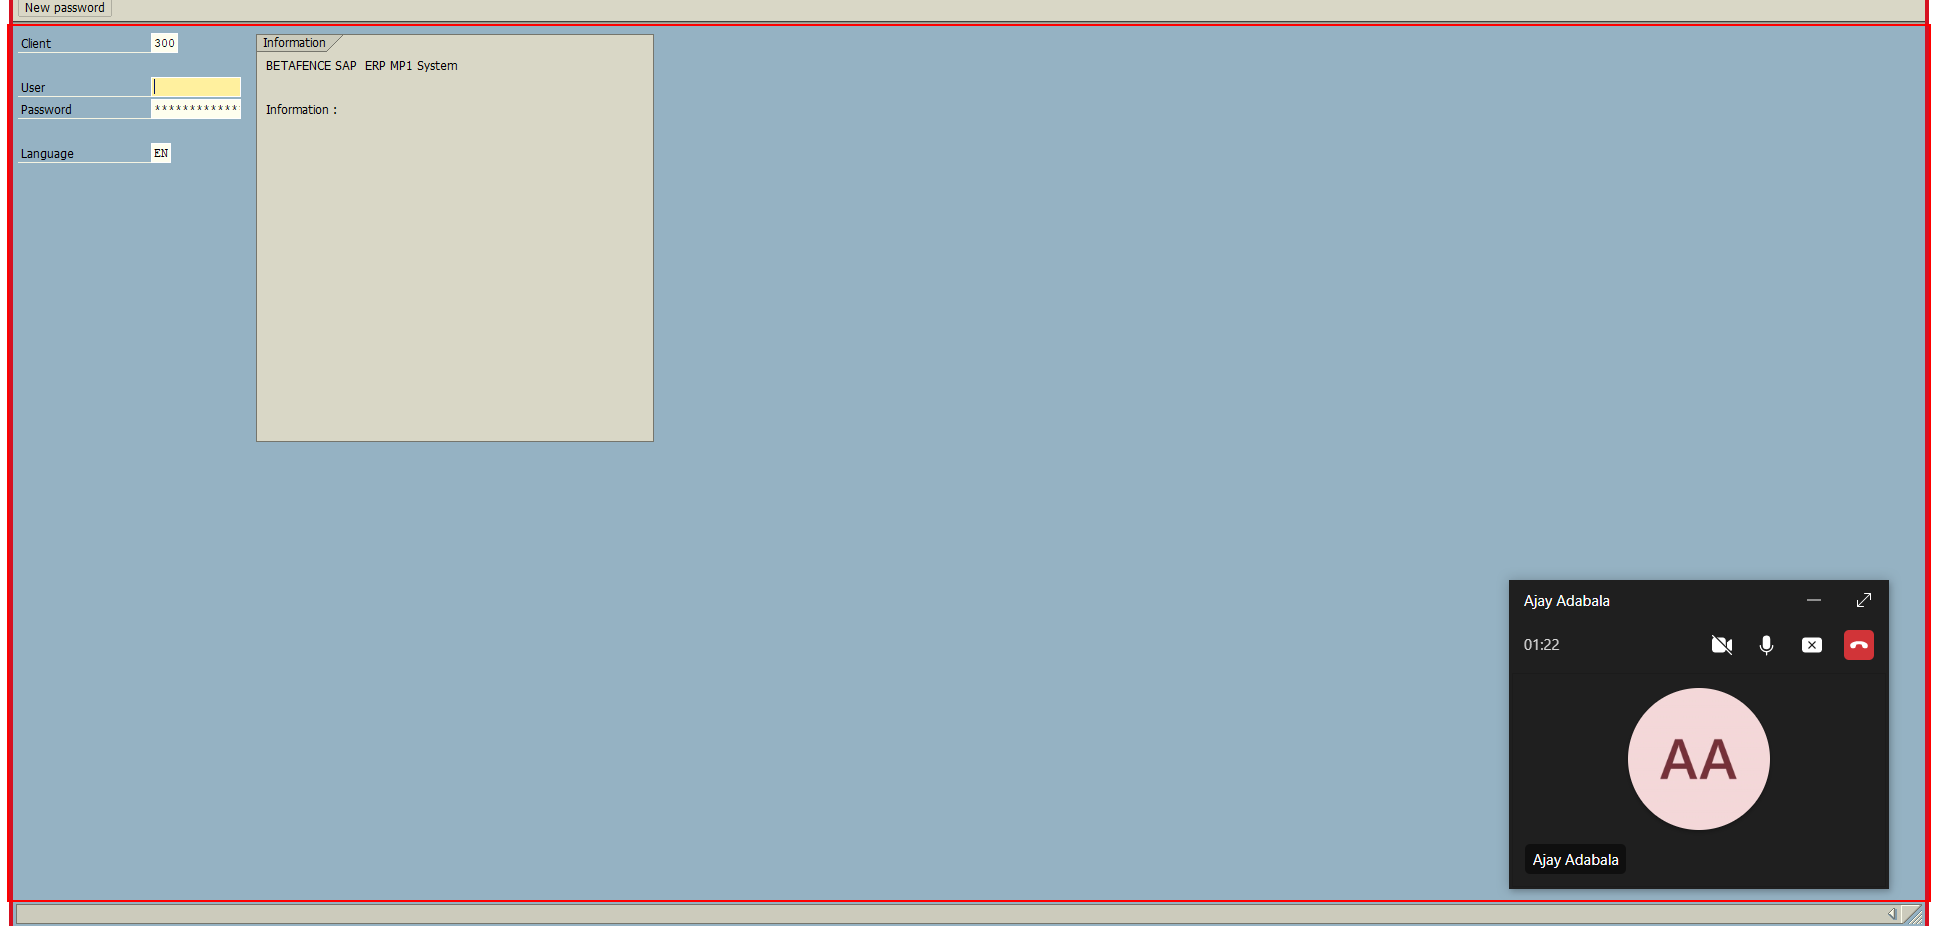 New password
Client 300
User
Password ************
Language EN
Information
BETAFENCE SAP ERP MP1 System
Information :
Ajay Adabala
01:22
AA
Ajay Adabala